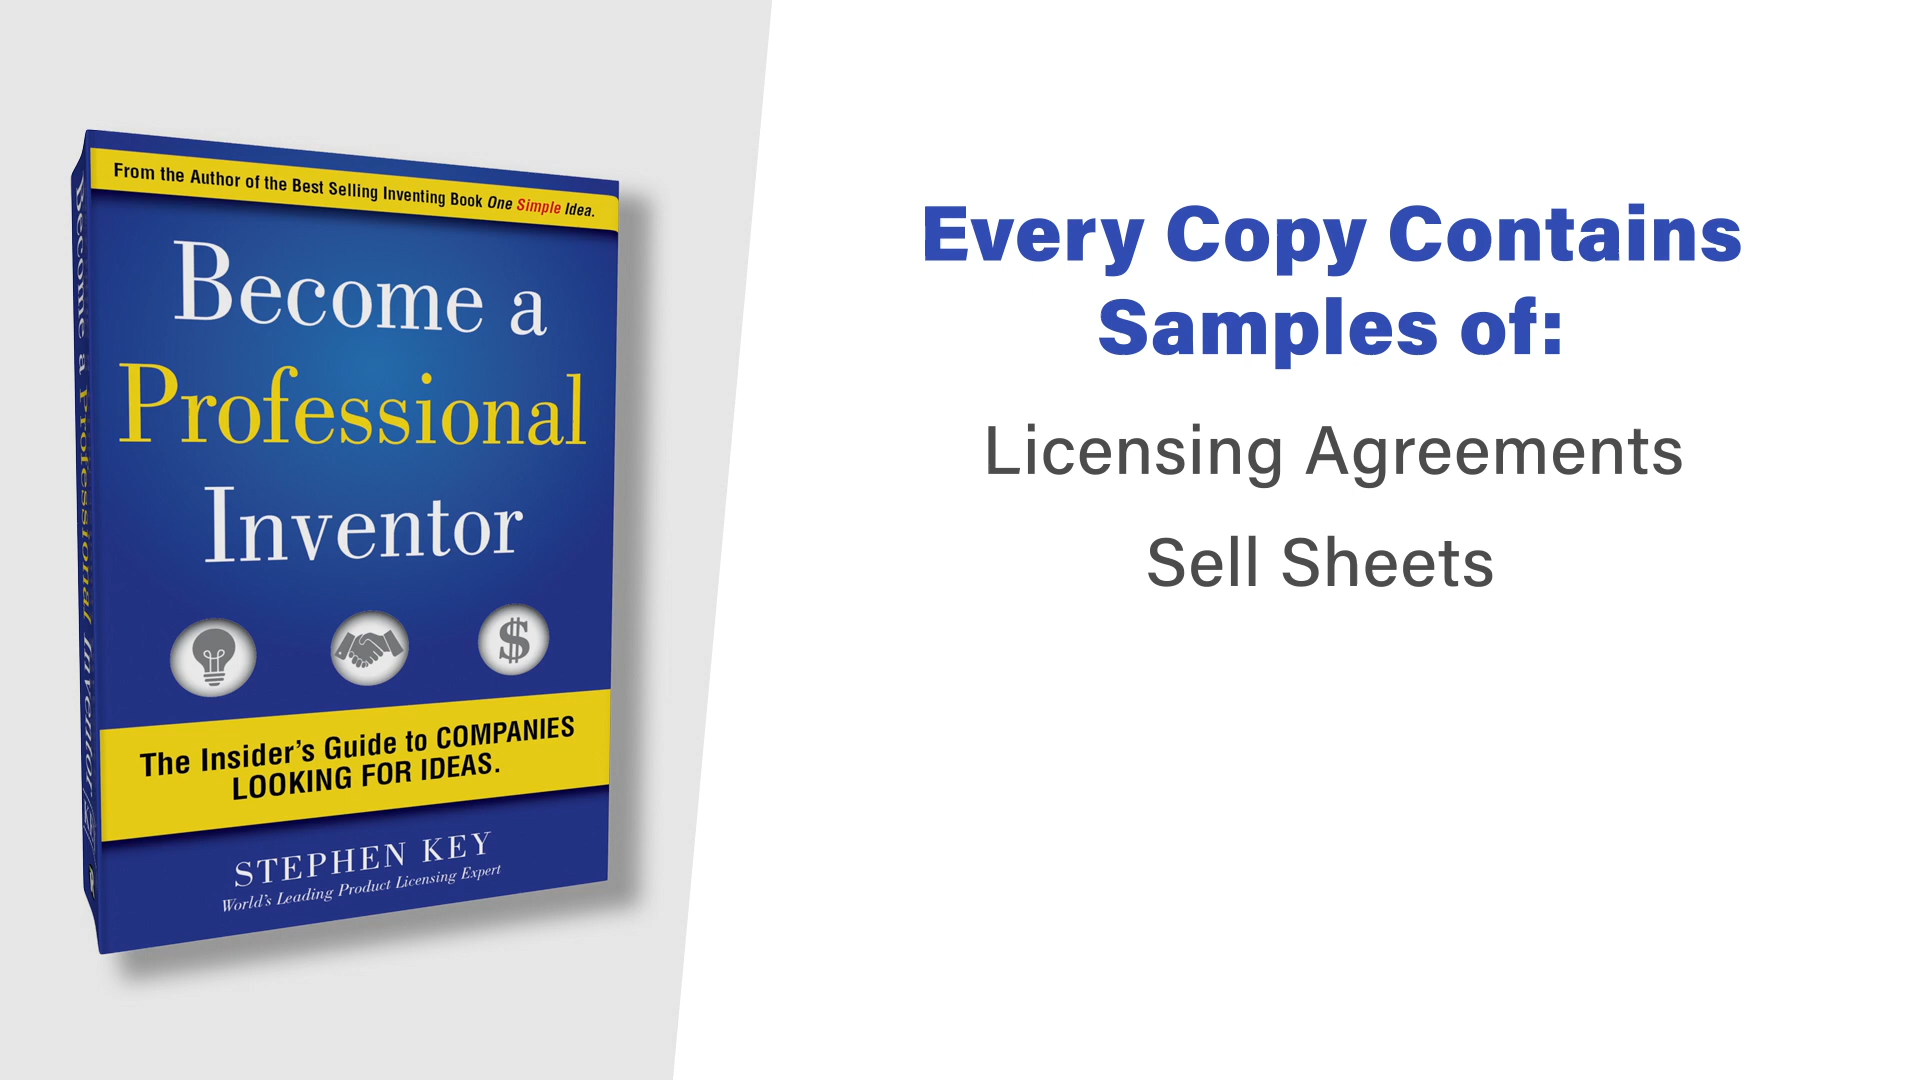 From the Author of the Best Selling Inventing Book One Simple Idea.
Become a
Professional
Inventor
$
The Insider's Guide to COMPANIES
LOOKING FOR IDEAS.
STEPHEN KEY
World's Leading Product Licensing Expert
Become a Professional Inventor
Every Copy Contains
Samples of:
Licensing Agreements
Sell Sheets